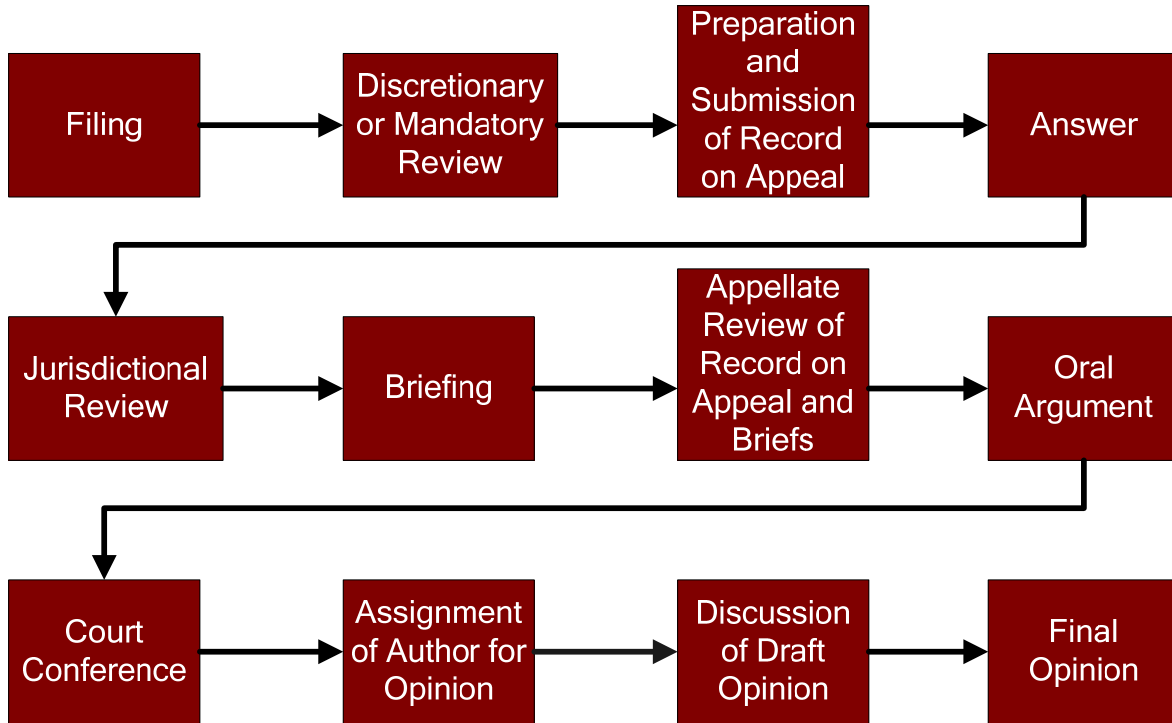 Filing
Discretionary
or Mandatory
Review
Preparation
and
Submission
of Record
on Appeal
Answer
Jurisdictional
Review
Briefing
Appellate
Review of
Record on
Appeal and
Briefs
Oral
Argument
Court
Conference
Assignment
of Author for
Opinion
Discussion
of Draft
Opinion
Final
Opinion